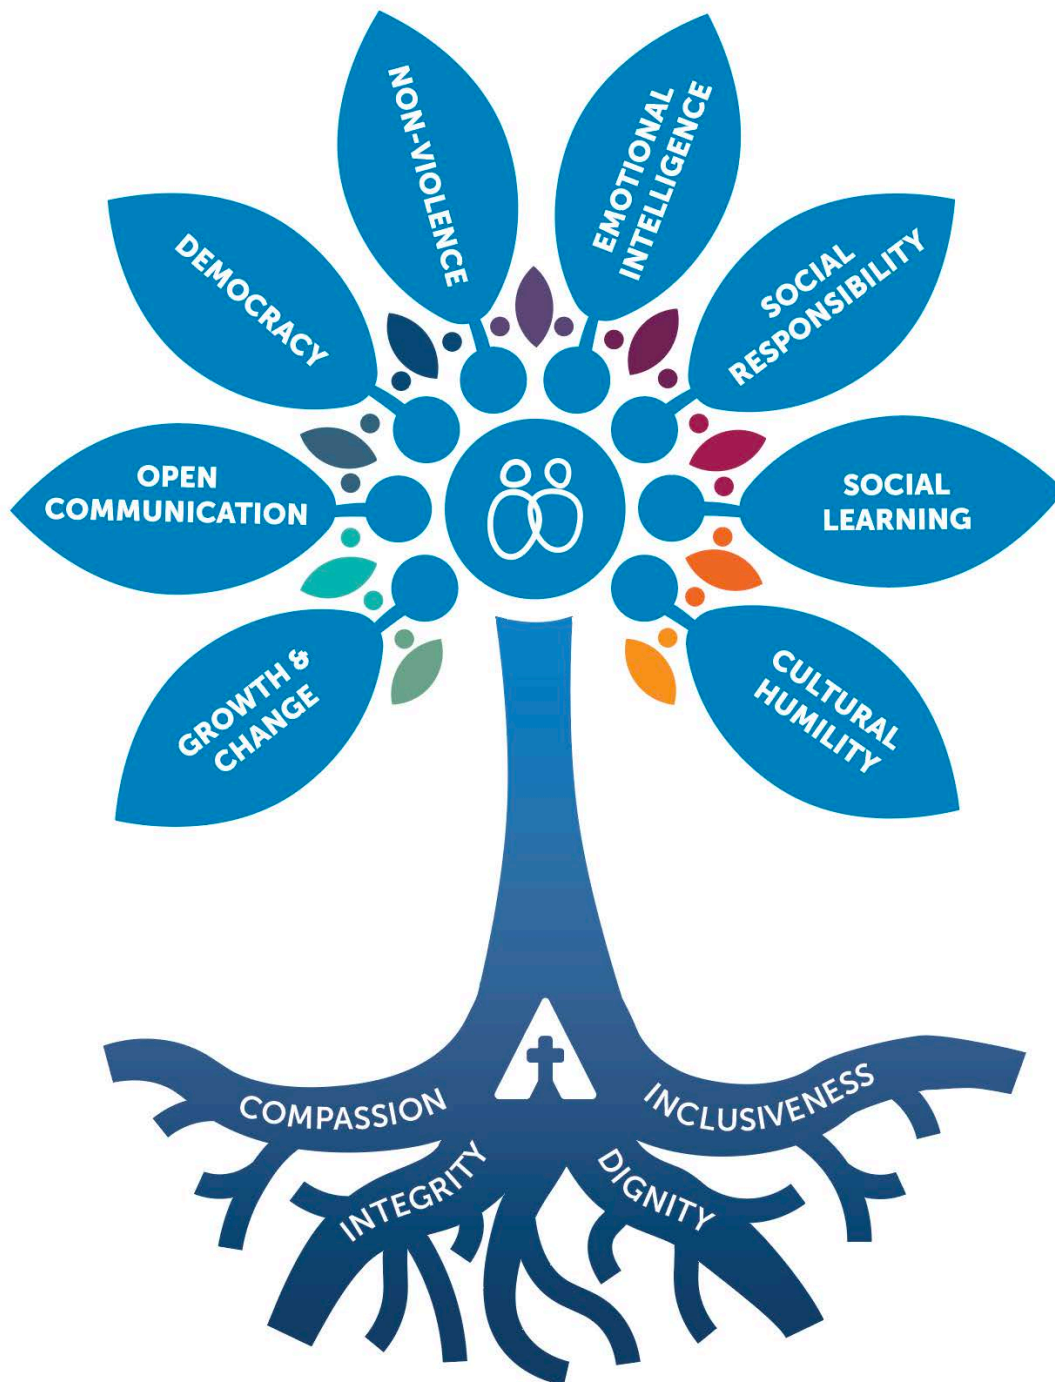 NON-VIOLENCE
EMOTIONAL
INTELLIGENCE
DEMOCRACY
SOCIAL
RESPONSIBILITY
OPEN
COMMUNICATION
SOCIAL
LEARNING
GROWTH &
CHANGE
CULTURAL
HUMILITY
COMPASSION
INCLUSIVENESS
INTEGRITY
DIGNITY